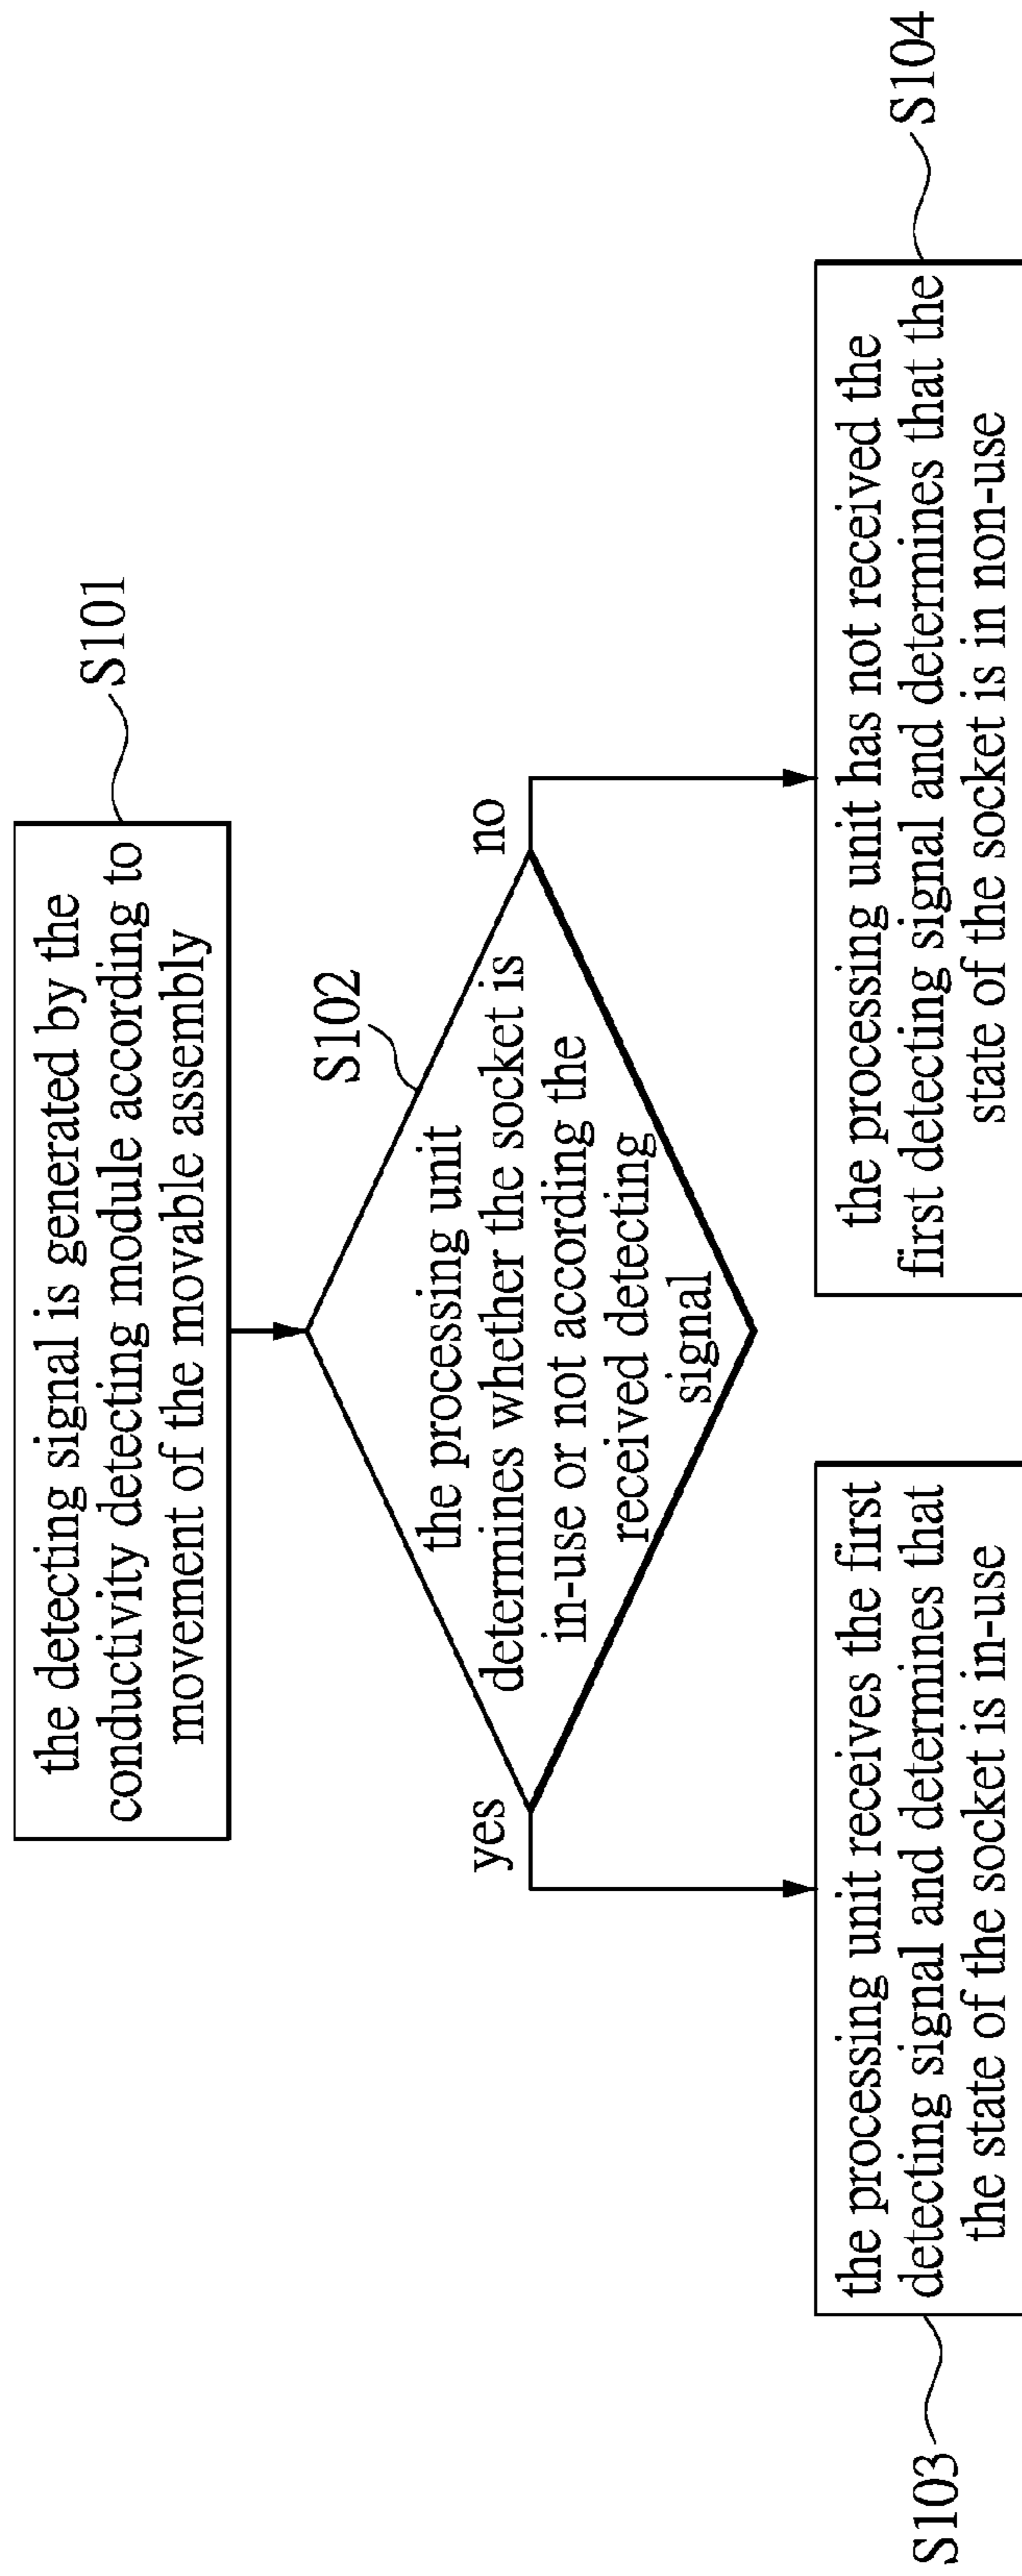 the detecting signal is generated by the
conductivity detecting module according to
movement of the movable assembly
S101
S102
the processing unit
determines whether the socket is
in-use or not according the
received detecting
signal
yes
no
the processing unit receives the first
detecting signal and determines that
the state of the socket is in-use
S103
the processing unit has not received the
first detecting signal and determines that the
state of the socket is in non-use
S104